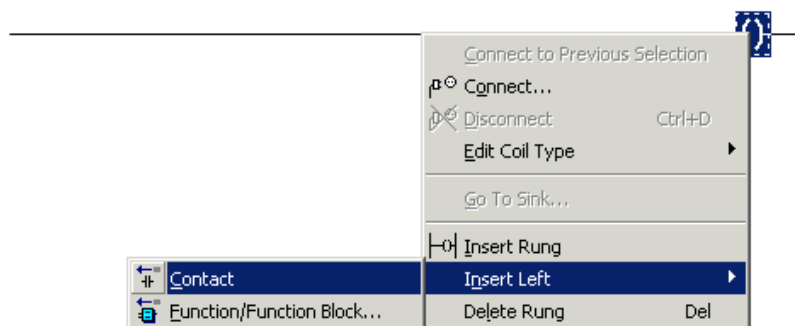 Connect to Previous Selection
Connect...
Disconnect Ctrl+D
Edit Coil Type
Go To Sink...
Insert Rung
Contact Insert Left
Function/Function Block... Delete Rung Del